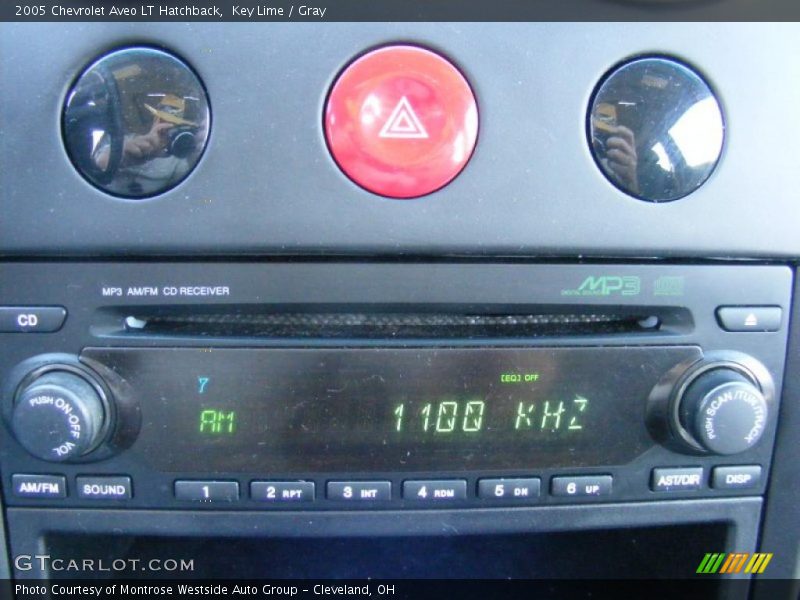 2005 Chevrolet Aveo LT Hatchback,  Key Lime / Gray
MP3 AM/FM CD RECEIVER
MP3
CD
[EQ] OFF
AM
1100 KHZ
PUSH ON·OFF VOL
PUSH SCAN/TUN/TRACK
AM/FM
SOUND
1
2 RPT
3 INT
4 RDM
5 DN
6 UP
AST/DIR
DISP
GTCARLOT.COM
Photo Courtesy of Montrose Westside Auto Group - Cleveland, OH